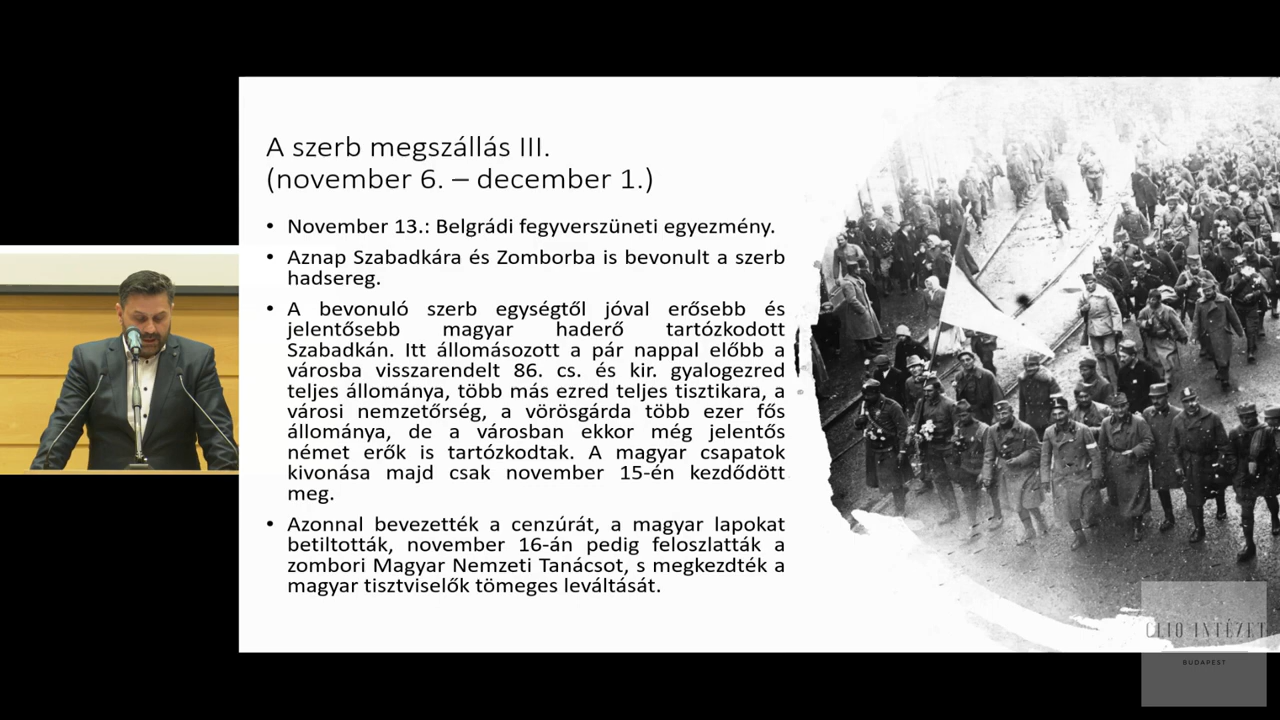 A szerb megszállás III.
(november 6. – december 1.)
• November 13.: Belgrádi fegyverszüneti egyezmény.
• Aznap Szabadkára és Zomborba is bevonult a szerb
hadsereg.
• A bevonuló szerb egységtől jóval erősebb és
jelentősebb magyar haderő tartózkodott
Szabadkán. Itt állomásozott a pár nappal előbb a
városba visszarendelt 86. cs. és kir. gyalogezred
teljes állománya, több más ezred teljes tisztikara, a
városi nemzetőrség, a vörösgárda több ezer fős
állománya, de a városban ekkor még jelentős
német erők is tartózkodtak. A magyar csapatok
kivonása majd csak november 15-én kezdődött
meg.
• Azonnal bevezették a cenzúrát, a magyar lapokat
betiltották, november 16-án pedig feloszlatták a
zombori Magyar Nemzeti Tanácsot, s megkezdték a
magyar tisztviselők tömeges leváltását.
CLIO INTÉZET
BUDAPEST